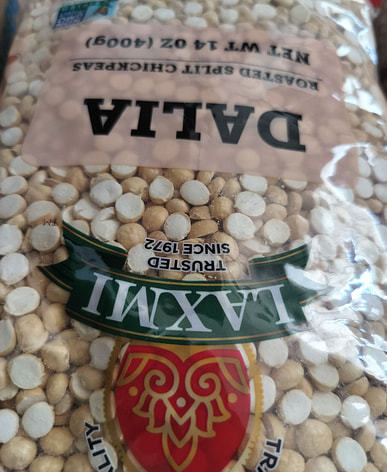 LAXMI
TRUSTED
SINCE 1972
DALIA
ROASTED SPLIT CHICKPEAS
NET WT 14 OZ (400g)